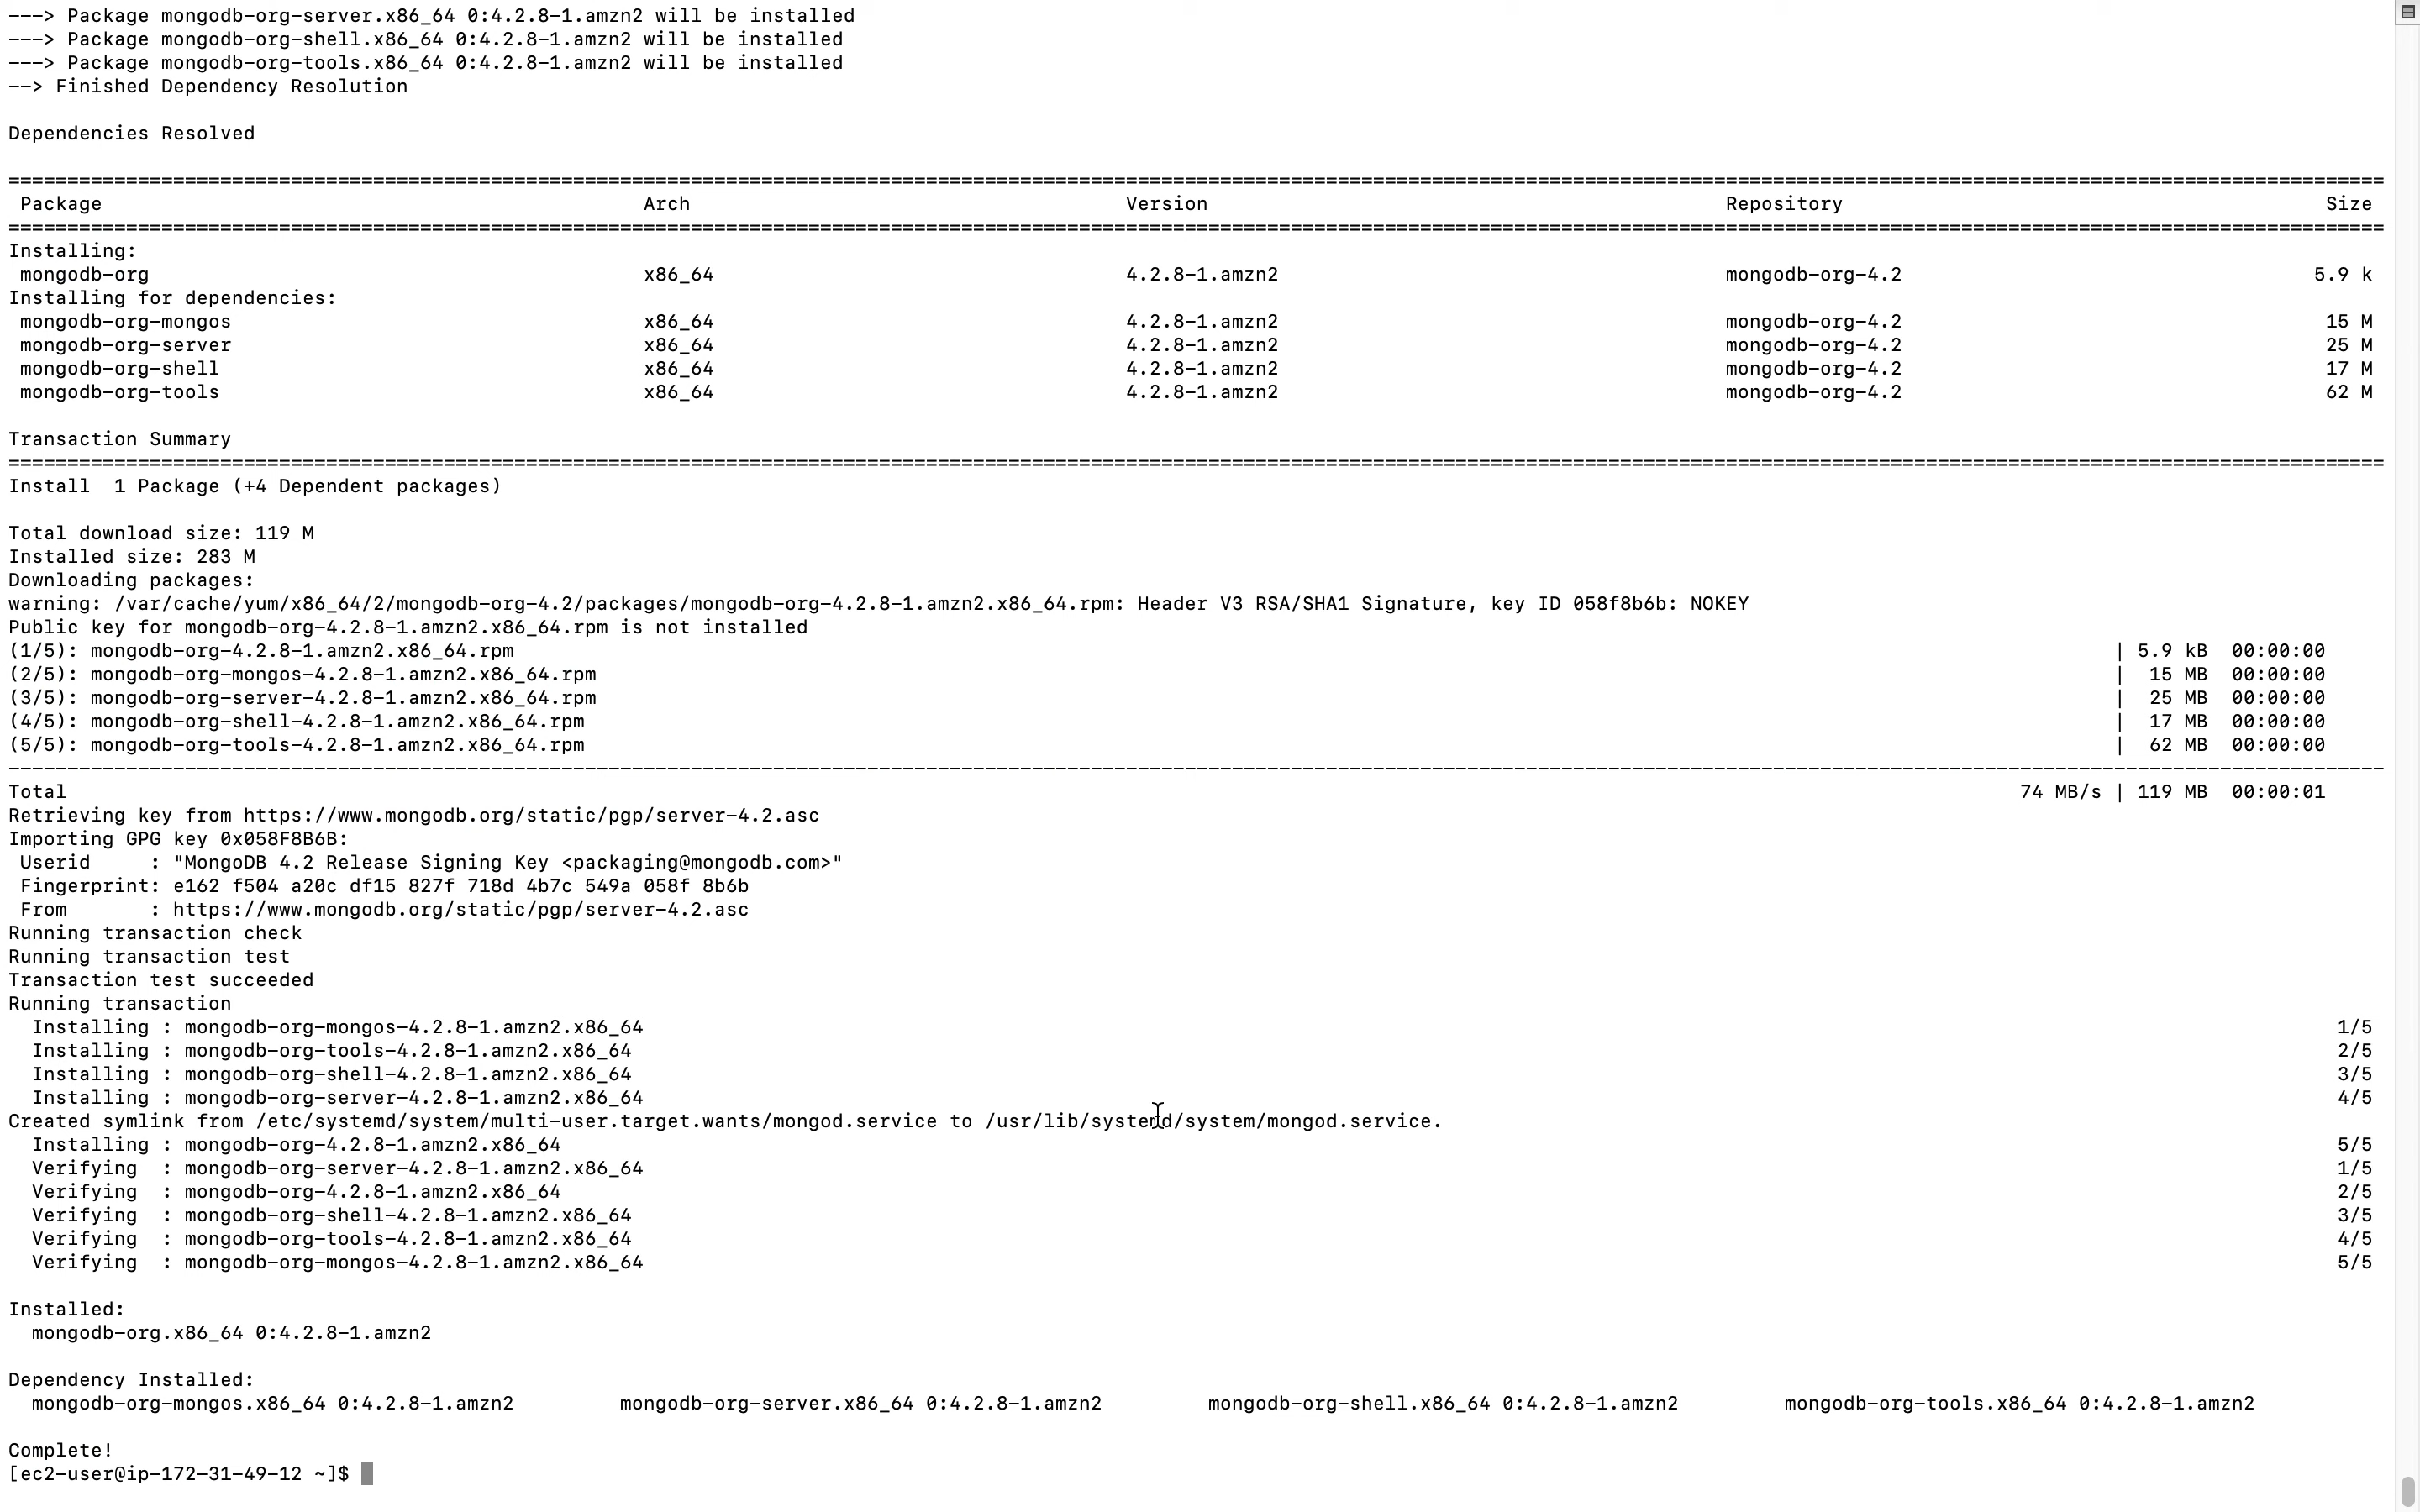 ---> Package mongodb-org-server.x86_64 0:4.2.8-1.amzn2 will be installed
---> Package mongodb-org-shell.x86_64 0:4.2.8-1.amzn2 will be installed
---> Package mongodb-org-tools.x86_64 0:4.2.8-1.amzn2 will be installed
--> Finished Dependency Resolution

Dependencies Resolved

================================================================================
 Package    Arch    Version    Repository    Size
================================================================================
Installing:
 mongodb-org    x86_64    4.2.8-1.amzn2    mongodb-org-4.2    5.9 k
Installing for dependencies:
 mongodb-org-mongos    x86_64    4.2.8-1.amzn2    mongodb-org-4.2    15 M
 mongodb-org-server    x86_64    4.2.8-1.amzn2    mongodb-org-4.2    25 M
 mongodb-org-shell    x86_64    4.2.8-1.amzn2    mongodb-org-4.2    17 M
 mongodb-org-tools    x86_64    4.2.8-1.amzn2    mongodb-org-4.2    62 M

Transaction Summary
================================================================================
Install  1 Package (+4 Dependent packages)

Total download size: 119 M
Installed size: 283 M
Downloading packages:
warning: /var/cache/yum/x86_64/2/mongodb-org-4.2/packages/mongodb-org-4.2.8-1.amzn2.x86_64.rpm: Header V3 RSA/SHA1 Signature, key ID 058f8b6b: NOKEY
Public key for mongodb-org-4.2.8-1.amzn2.x86_64.rpm is not installed
(1/5): mongodb-org-4.2.8-1.amzn2.x86_64.rpm    | 5.9 kB  00:00:00
(2/5): mongodb-org-mongos-4.2.8-1.amzn2.x86_64.rpm    |  15 MB  00:00:00
(3/5): mongodb-org-server-4.2.8-1.amzn2.x86_64.rpm    |  25 MB  00:00:00
(4/5): mongodb-org-shell-4.2.8-1.amzn2.x86_64.rpm    |  17 MB  00:00:00
(5/5): mongodb-org-tools-4.2.8-1.amzn2.x86_64.rpm    |  62 MB  00:00:00
--------------------------------------------------------------------------------
Total    74 MB/s | 119 MB  00:00:01
Retrieving key from https://www.mongodb.org/static/pgp/server-4.2.asc
Importing GPG key 0x058F8B6B:
 Userid     : "MongoDB 4.2 Release Signing Key <packaging@mongodb.com>"
 Fingerprint: e162 f504 a20c df15 827f 718d 4b7c 549a 058f 8b6b
 From       : https://www.mongodb.org/static/pgp/server-4.2.asc
Running transaction check
Running transaction test
Transaction test succeeded
Running transaction
  Installing : mongodb-org-mongos-4.2.8-1.amzn2.x86_64    1/5
  Installing : mongodb-org-tools-4.2.8-1.amzn2.x86_64    2/5
  Installing : mongodb-org-shell-4.2.8-1.amzn2.x86_64    3/5
  Installing : mongodb-org-server-4.2.8-1.amzn2.x86_64    4/5
Created symlink from /etc/systemd/system/multi-user.target.wants/mongod.service to /usr/lib/systemd/system/mongod.service.
  Installing : mongodb-org-4.2.8-1.amzn2.x86_64    5/5
  Verifying  : mongodb-org-server-4.2.8-1.amzn2.x86_64    1/5
  Verifying  : mongodb-org-4.2.8-1.amzn2.x86_64    2/5
  Verifying  : mongodb-org-shell-4.2.8-1.amzn2.x86_64    3/5
  Verifying  : mongodb-org-tools-4.2.8-1.amzn2.x86_64    4/5
  Verifying  : mongodb-org-mongos-4.2.8-1.amzn2.x86_64    5/5

Installed:
  mongodb-org.x86_64 0:4.2.8-1.amzn2

Dependency Installed:
  mongodb-org-mongos.x86_64 0:4.2.8-1.amzn2    mongodb-org-server.x86_64 0:4.2.8-1.amzn2    mongodb-org-shell.x86_64 0:4.2.8-1.amzn2    mongodb-org-tools.x86_64 0:4.2.8-1.amzn2

Complete!
[ec2-user@ip-172-31-49-12 ~]$